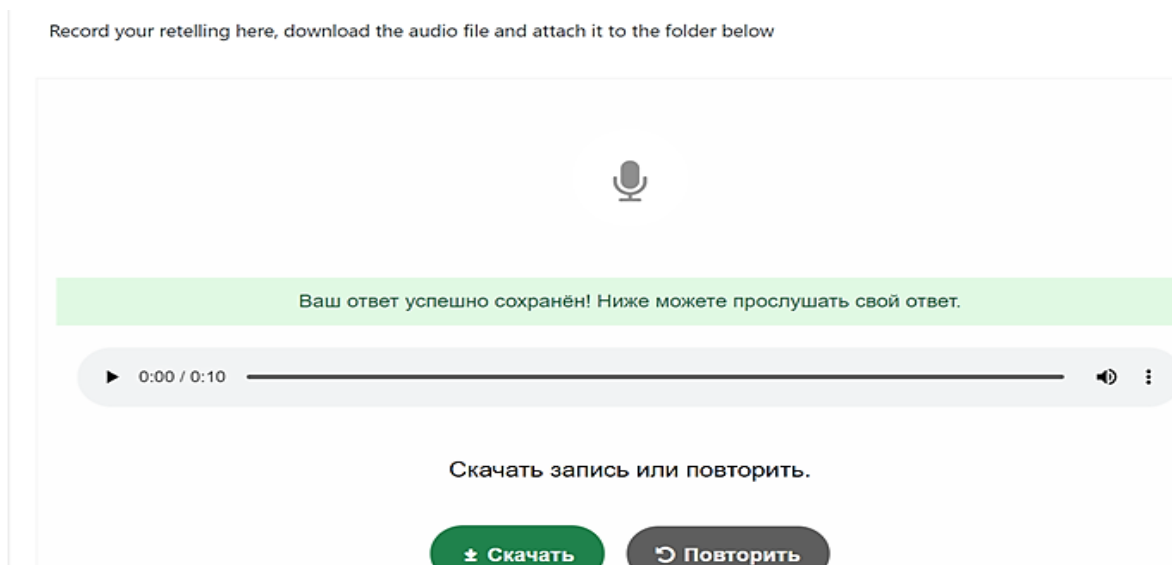 Record your retelling here, download the audio file and attach it to the folder below
Ваш ответ успешно сохранён! Ниже можете прослушать свой ответ.
0:00 / 0:10
Скачать запись или повторить.
Скачать
Повторить